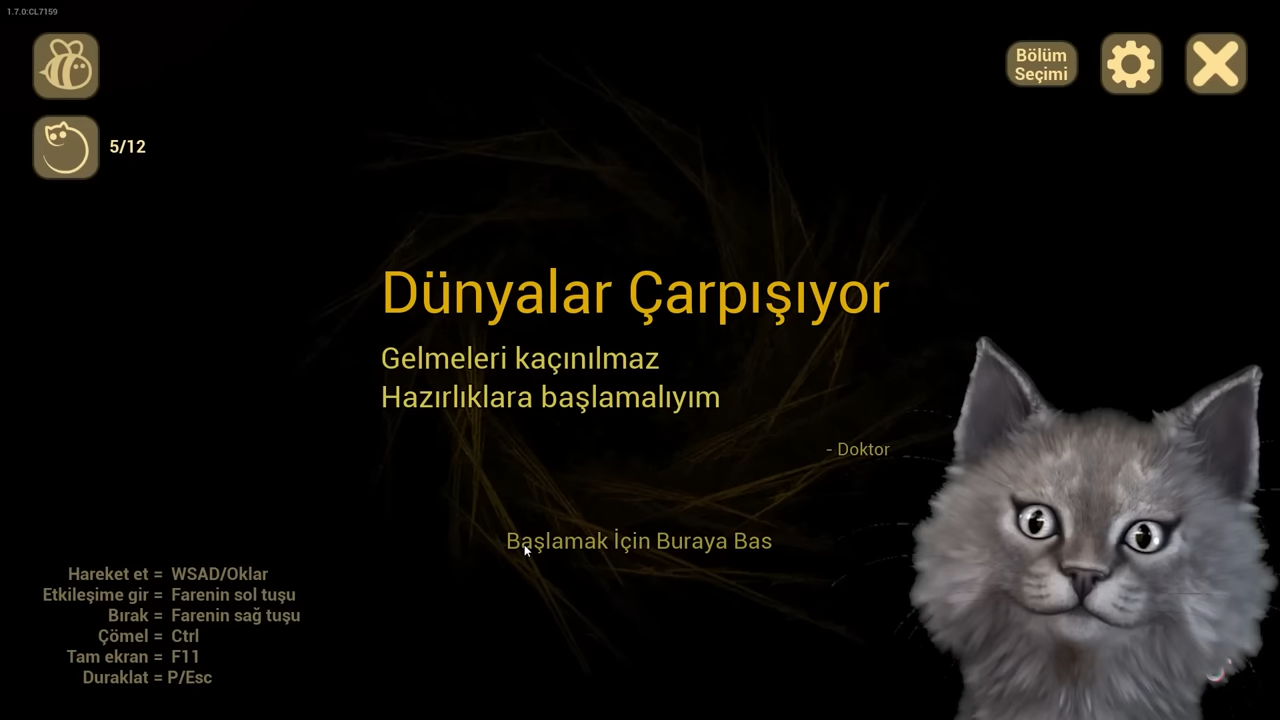 1.7.0:CL7159
Bölüm
Seçimi
5/12
Dünyalar Çarpışıyor
Gelmeleri kaçınılmaz
Hazırlıklara başlamalıyım
- Doktor
Başlamak İçin Buraya Bas
Hareket et = WSAD/Oklar
Etkileşime gir = Farenin sol tuşu
Bırak = Farenin sağ tuşu
Çömel = Ctrl
Tam ekran = F11
Duraklat = P/Esc